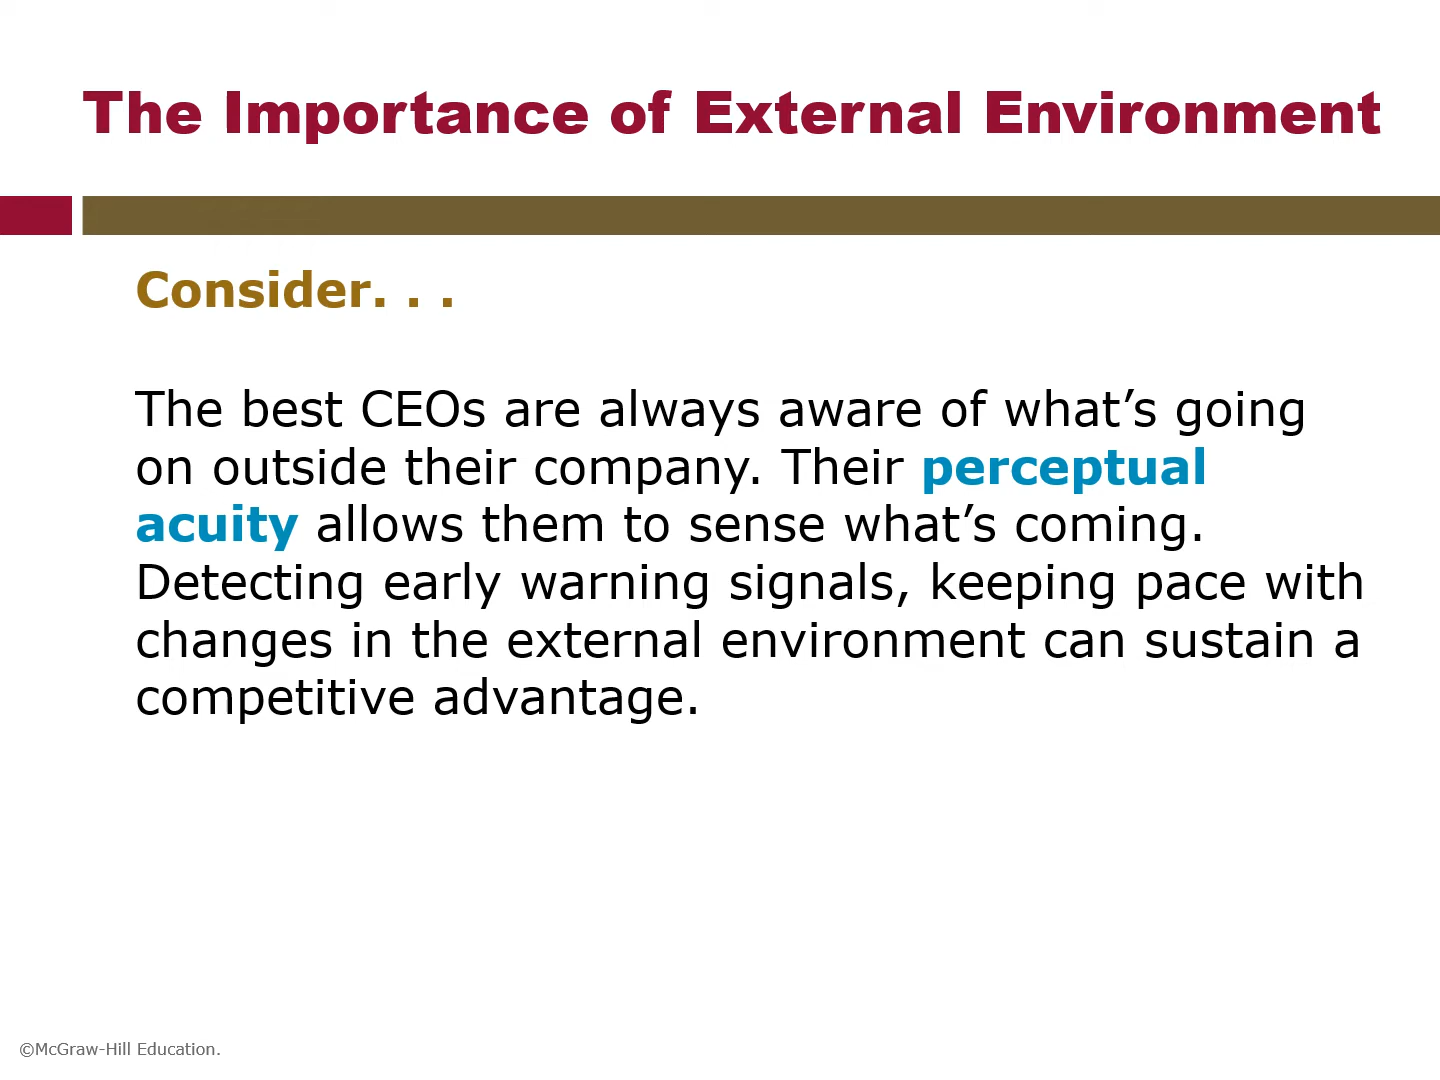 The Importance of External Environment
Consider. . .
The best CEOs are always aware of what’s going
on outside their company. Their perceptual
acuity allows them to sense what’s coming.
Detecting early warning signals, keeping pace with
changes in the external environment can sustain a
competitive advantage.
©McGraw-Hill Education.